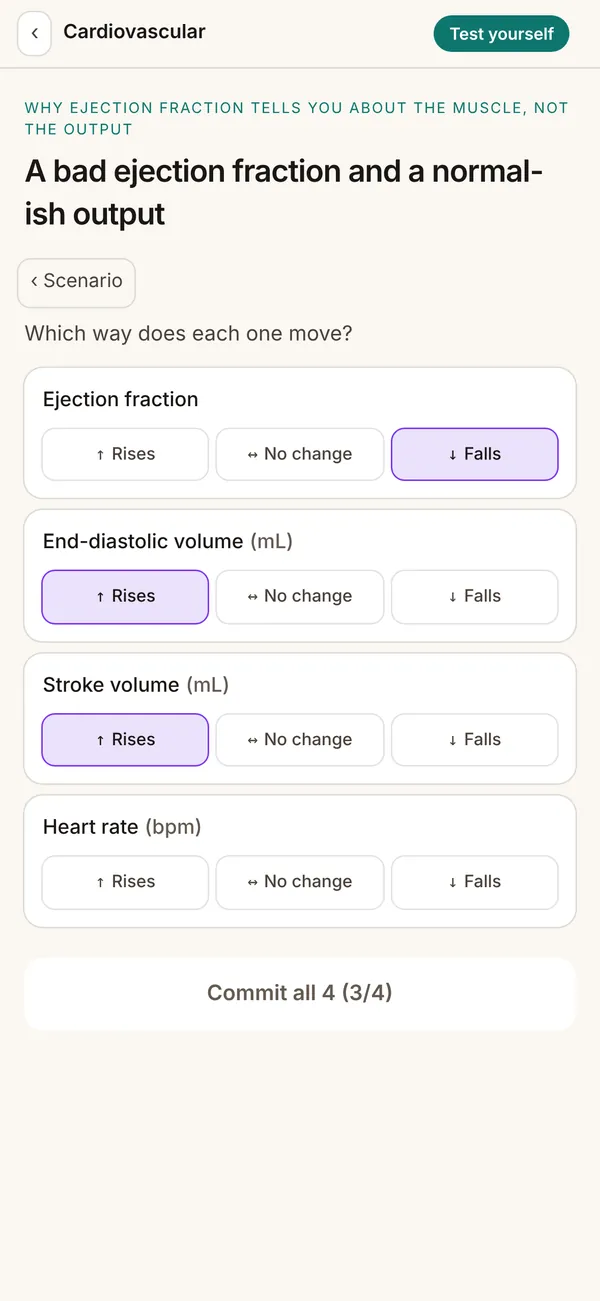 ‹ Cardiovascular Test yourself
WHY EJECTION FRACTION TELLS YOU ABOUT THE MUSCLE, NOT
THE OUTPUT
A bad ejection fraction and a normal-
ish output
‹ Scenario
Which way does each one move?
Ejection fraction
↑ Rises ↔ No change ↓ Falls
End-diastolic volume (mL)
↑ Rises ↔ No change ↓ Falls
Stroke volume (mL)
↑ Rises ↔ No change ↓ Falls
Heart rate (bpm)
↑ Rises ↔ No change ↓ Falls
Commit all 4 (3/4)